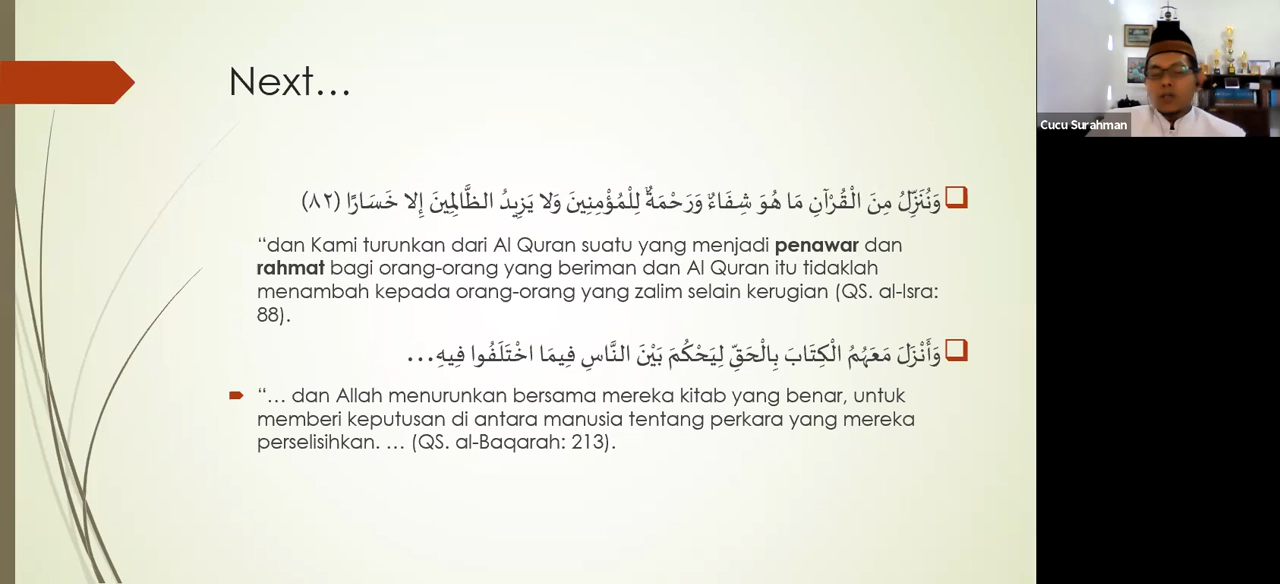 Next...
وَنُنَزِّلُ مِنَ الْقُرْآنِ مَا هُوَ شِفَاءٌ وَرَحْمَةٌ لِلْمُؤْمِنِينَ وَلا يَزِيدُ الظَّالِمِينَ إِلا خَسَارًا (٨٢)
“dan Kami turunkan dari Al Quran suatu yang menjadi penawar dan
rahmat bagi orang-orang yang beriman dan Al Quran itu tidaklah
menambah kepada orang-orang yang zalim selain kerugian (QS. al-Isra:
88).
وَأَنْزَلَ مَعَهُمُ الْكِتَابَ بِالْحَقِّ لِيَحْكُمَ بَيْنَ النَّاسِ فِيمَا اخْتَلَفُوا فِيهِ...
“... dan Allah menurunkan bersama mereka kitab yang benar, untuk
memberi keputusan di antara manusia tentang perkara yang mereka
perselisihkan. ... (QS. al-Baqarah: 213).
Cucu Surahman